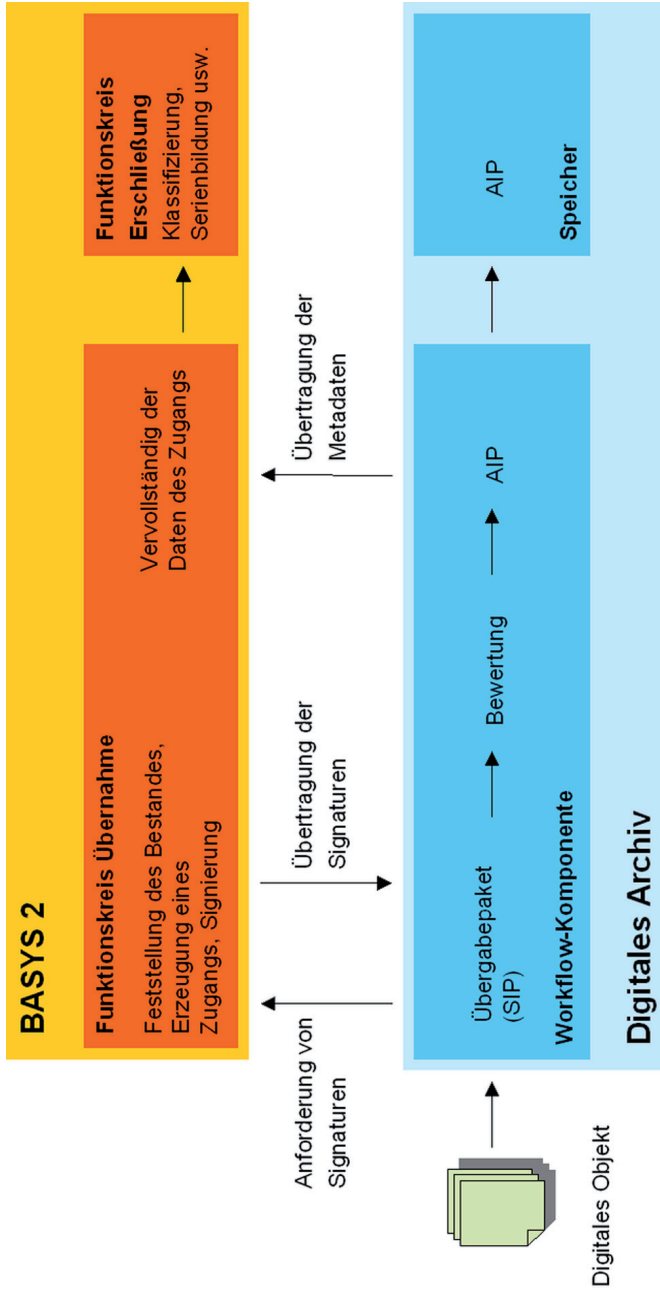 BASYS 2
Funktionskreis Übernahme
Feststellung des Bestandes,
Erzeugung eines
Zugangs, Signierung
Vervollständig der
Daten des Zugangs
Funktionskreis
Erschließung
Klassifizierung,
Serienbildung usw.
Anforderung von
Signaturen
Übertragung der
Signaturen
Übertragung der
Metadaten
Digitales Objekt
Übergabepaket
(SIP)
Bewertung
AIP
Workflow-Komponente
AIP
Speicher
Digitales Archiv